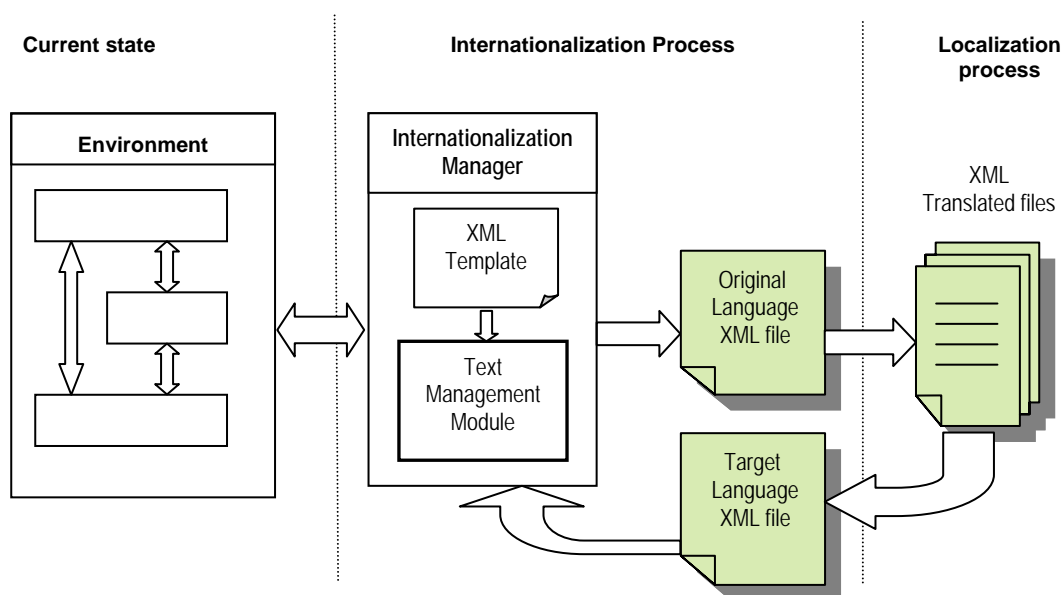 Current state
Internationalization Process
Localization
process
Environment
Internationalization
Manager
XML
Template
Text
Management
Module
Original
Language
XML file
Target
Language
XML file
XML
Translated files